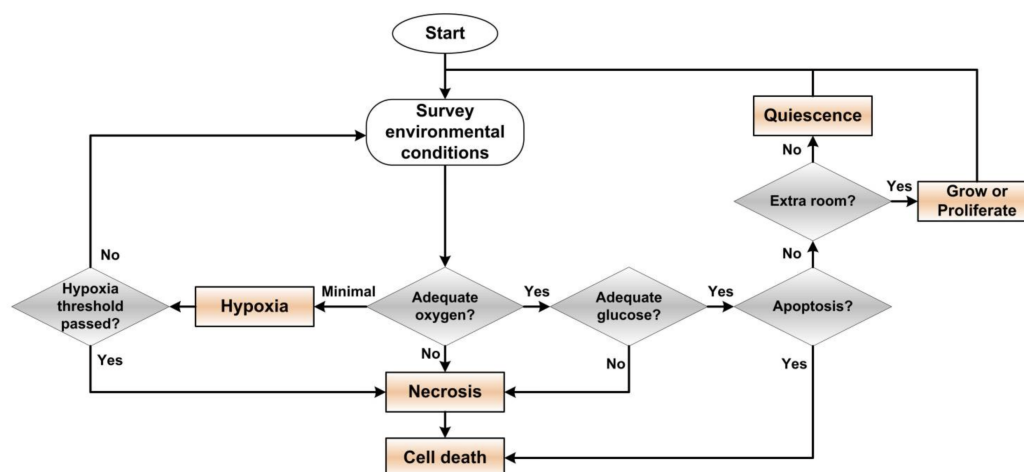 Start
Survey
environmental
conditions
Quiescence
No
Extra room?
Yes
Grow or
Proliferate
No
No
Hypoxia
threshold
passed?
Hypoxia
Minimal
Adequate
oxygen?
Yes
Adequate
glucose?
Yes
Apoptosis?
Yes
No
No
Yes
Necrosis
Cell death